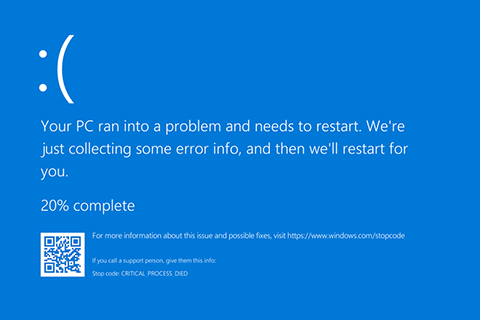 :(
Your PC ran into a problem and needs to restart. We're
just collecting some error info, and then we'll restart for
you.
20% complete
For more information about this issue and possible fixes, visit https://www.windows.com/stopcode
If you call a support person, give them this info:
Stop code: CRITICAL_PROCESS_DIED